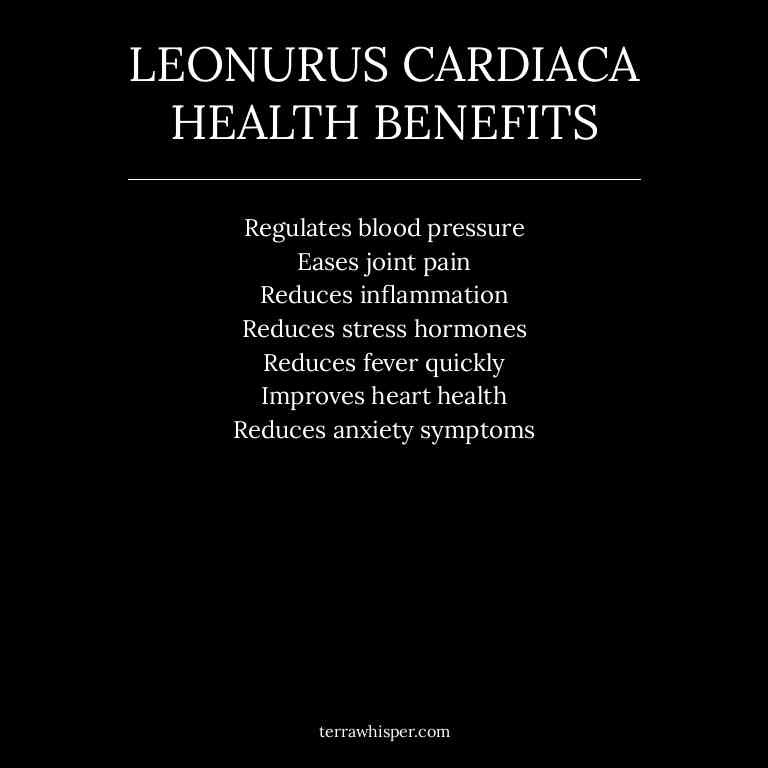 LEONURUS CARDIACA
HEALTH BENEFITS
Regulates blood pressure
Eases joint pain
Reduces inflammation
Reduces stress hormones
Reduces fever quickly
Improves heart health
Reduces anxiety symptoms
terrawhisper.com